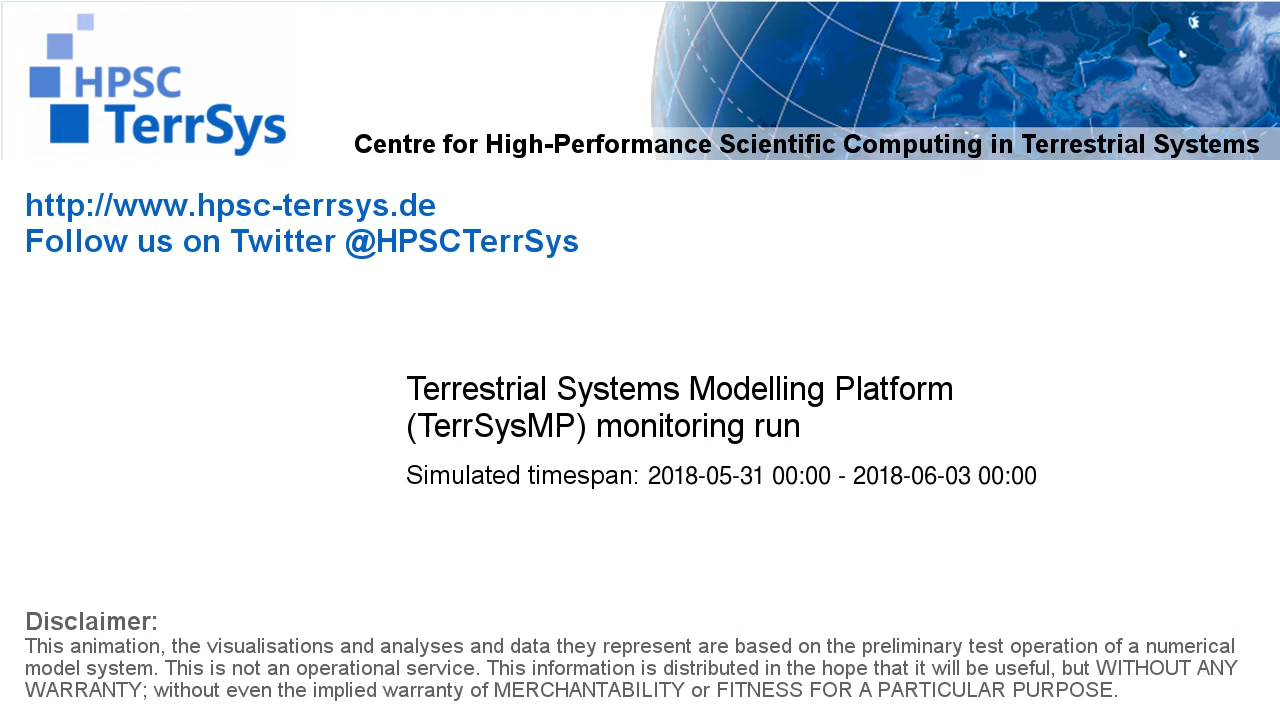 HPSC
TerrSys
Centre for High-Performance Scientific Computing in Terrestrial Systems
http://www.hpsc-terrsys.de
Follow us on Twitter @HPSCTerrSys
Terrestrial Systems Modelling Platform
(TerrSysMP) monitoring run
Simulated timespan: 2018-05-31 00:00 - 2018-06-03 00:00
Disclaimer:
This animation, the visualisations and analyses and data they represent are based on the preliminary test operation of a numerical
model system. This is not an operational service. This information is distributed in the hope that it will be useful, but WITHOUT ANY
WARRANTY; without even the implied warranty of MERCHANTABILITY or FITNESS FOR A PARTICULAR PURPOSE.